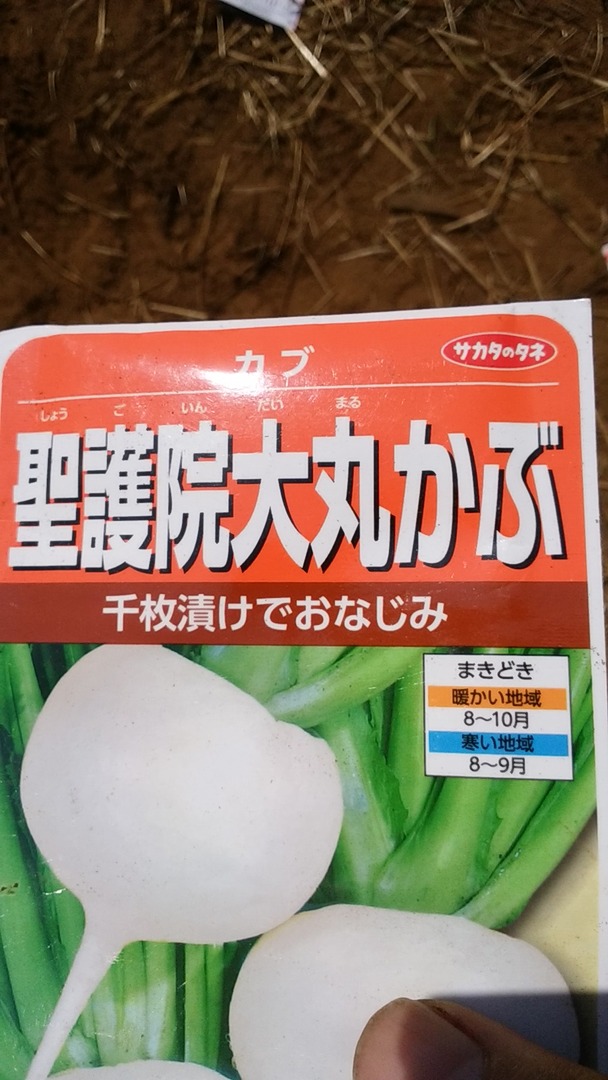 カブ
サカタのタネ
しょう ご いん だい まる
聖護院大丸かぶ
千枚漬けでおなじみ
まきどき
暖かい地域
8〜10月
寒い地域
8〜9月